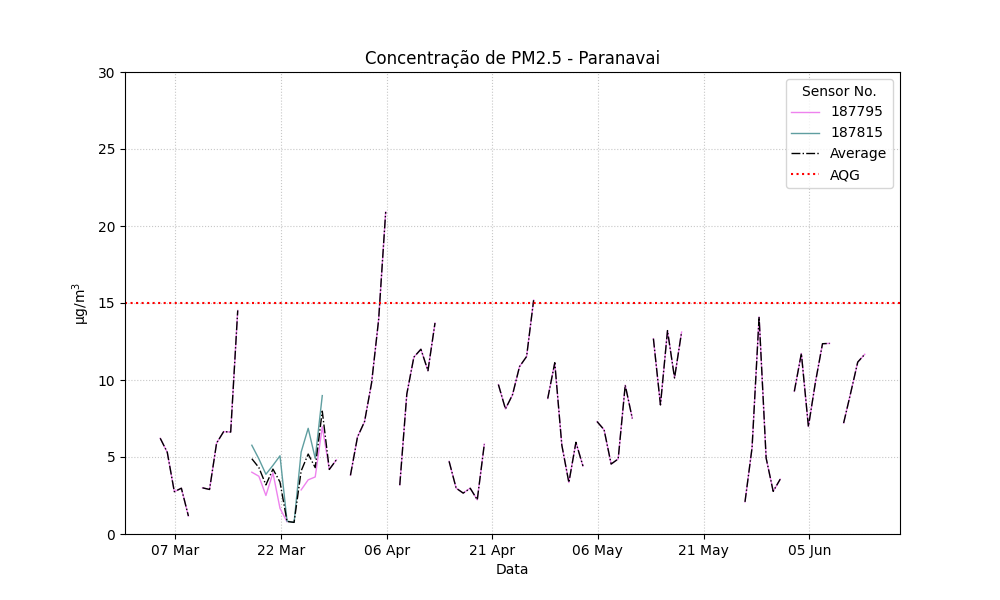 Concentração de PM2.5 - Paranavai
30
25
20
15
10
5
0
µg/m³
07 Mar
22 Mar
06 Apr
21 Apr
06 May
21 May
05 Jun
Data
Sensor No.
187795
187815
Average
AQG